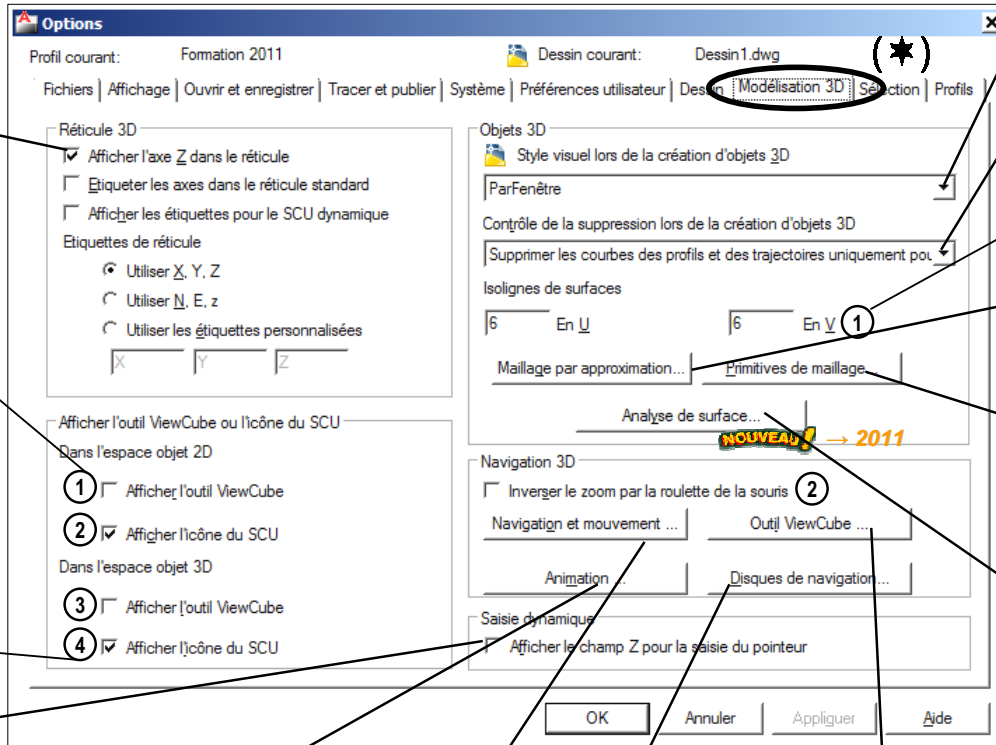 Options
Profil courant: Formation 2011 Dessin courant: Dessin1.dwg
(★)
Fichiers Affichage Ouvrir et enregistrer Tracer et publier Système Préférences utilisateur Dessin Modélisation 3D Sélection Profils
Réticule 3D
Afficher l'axe Z dans le réticule
Etiqueter les axes dans le réticule standard
Afficher les étiquettes pour le SCU dynamique
Etiquettes de réticule
Utiliser X, Y, Z
Utiliser N, E, z
Utiliser les étiquettes personnalisées
X Y Z
Afficher l'outil ViewCube ou l'icône du SCU
Dans l'espace objet 2D
1 Afficher l'outil ViewCube
2 Afficher l'icône du SCU
Dans l'espace objet 3D
3 Afficher l'outil ViewCube
4 Afficher l'icône du SCU
Objets 3D
Style visuel lors de la création d'objets 3D
ParFenêtre
Contrôle de la suppression lors de la création d'objets 3D
Supprimer les courbes des profils et des trajectoires uniquement pou
Isolignes de surfaces
6 En U 6 En V 1
Maillage par approximation... Primitives de maillage...
Analyse de surface...
NOUVEAU! → 2011
Navigation 3D
Inverser le zoom par la roulette de la souris 2
Navigation et mouvement ... Outil ViewCube ...
Animation ... Disques de navigation...
Saisie dynamique
Afficher le champ Z pour la saisie du pointeur
OK Annuler Appliquer Aide